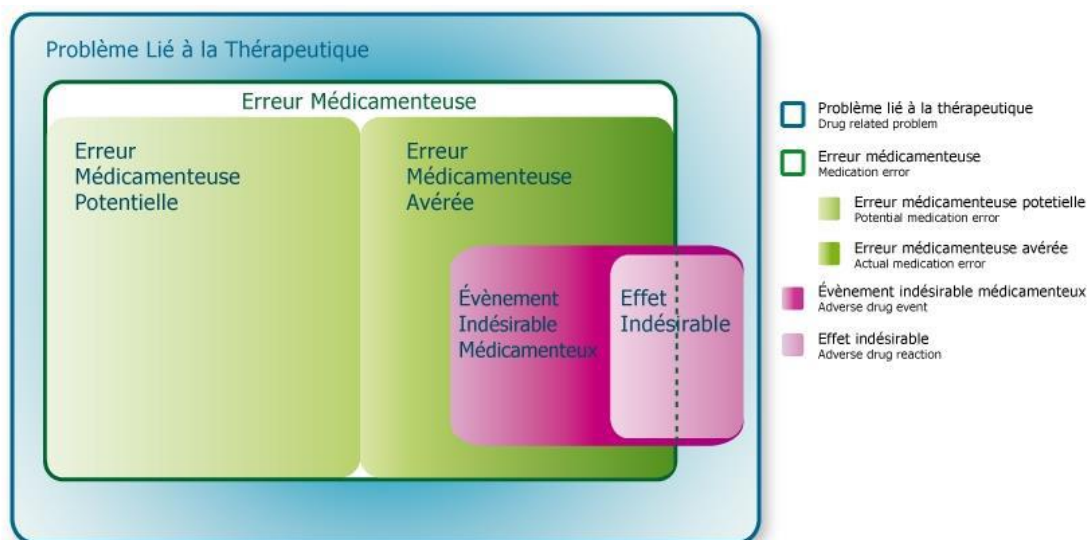 Problème Lié à la Thérapeutique
Erreur Médicamenteuse
Erreur
Médicamenteuse
Potentielle
Erreur
Médicamenteuse
Avérée
Évènement
Indésirable
Médicamenteux
Effet
Indésirable
Problème lié à la thérapeutique
Drug related problem
Erreur médicamenteuse
Medication error
Erreur médicamenteuse potetielle
Potential medication error
Erreur médicamenteuse avérée
Actual medication error
Évènement indésirable médicamenteux
Adverse drug event
Effet indésirable
Adverse drug reaction